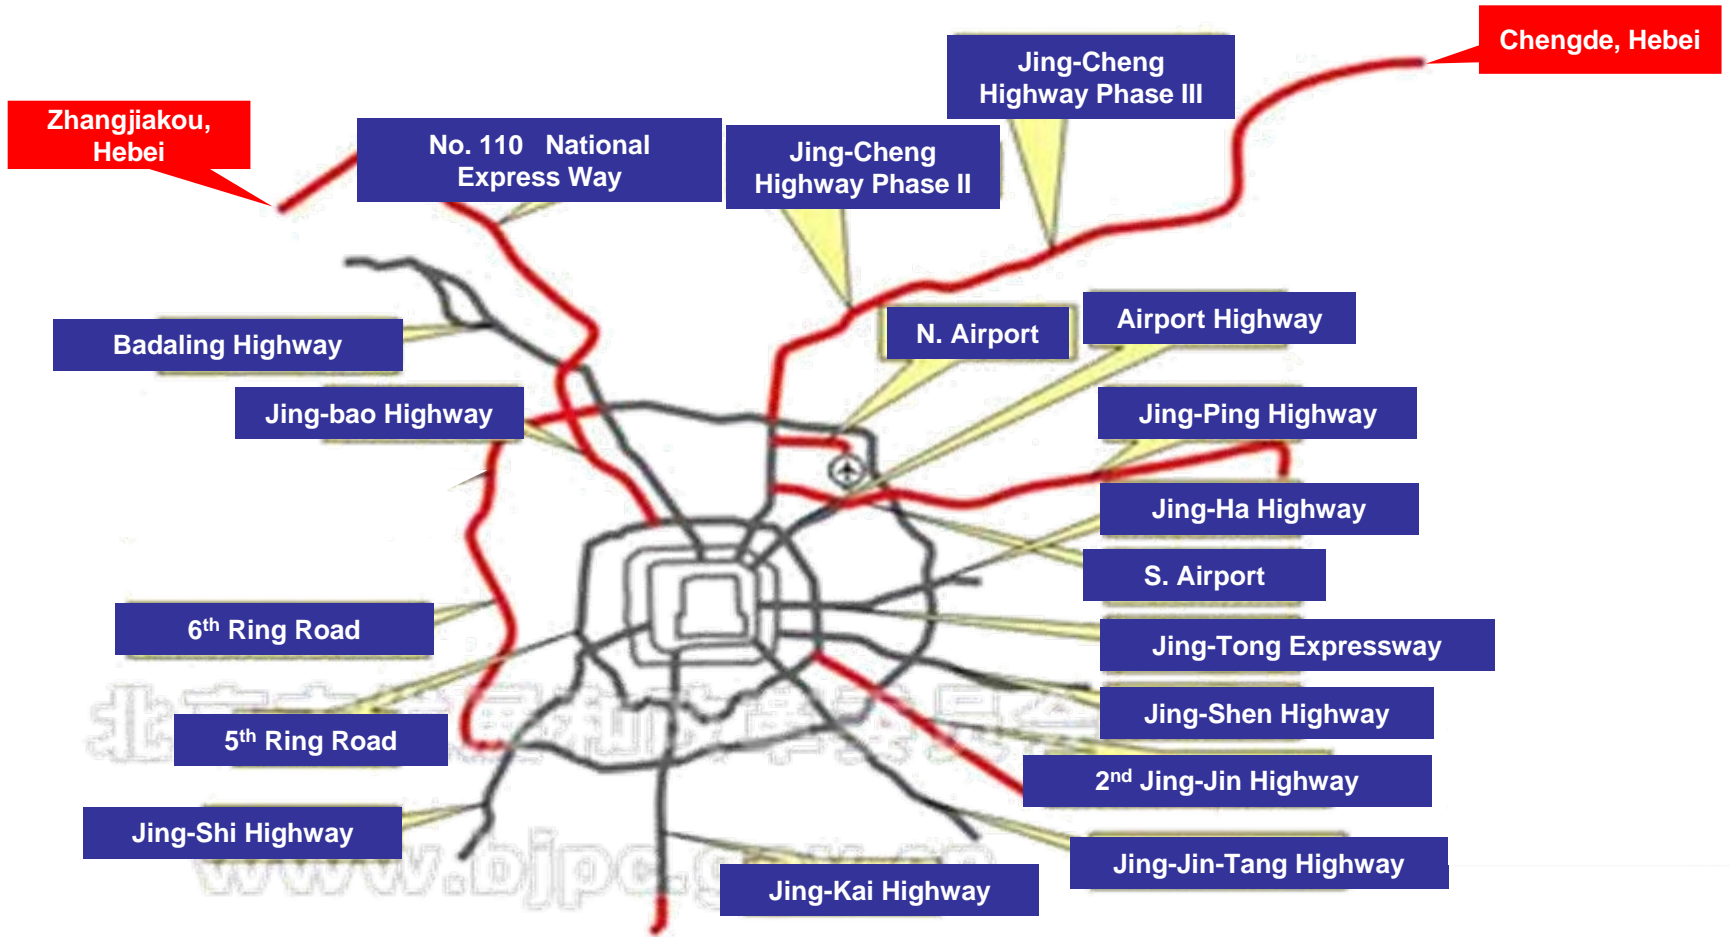 Chengde, Hebei
Jing-Cheng
Highway Phase III
Zhangjiakou,
Hebei
No. 110 National
Express Way
Jing-Cheng
Highway Phase II
N. Airport
Airport Highway
Badaling Highway
Jing-bao Highway
Jing-Ping Highway
Jing-Ha Highway
S. Airport
6th Ring Road
Jing-Tong Expressway
Jing-Shen Highway
5th Ring Road
2nd Jing-Jin Highway
Jing-Shi Highway
Jing-Jin-Tang Highway
Jing-Kai Highway